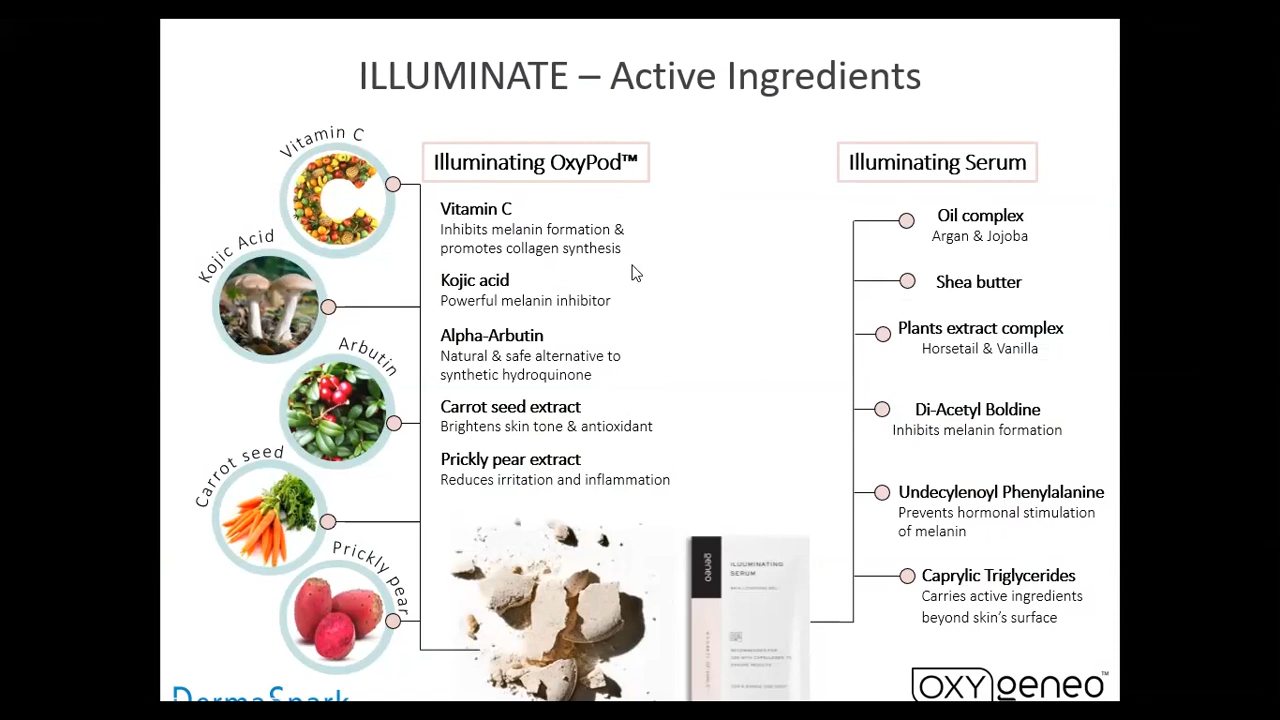 ILLUMINATE – Active Ingredients
Vitamin C
Kojic Acid
Arbutin
Carrot seed
Prickly pear
Illuminating OxyPod™
Vitamin C
Inhibits melanin formation &
promotes collagen synthesis
Kojic acid
Powerful melanin inhibitor
Alpha-Arbutin
Natural & safe alternative to
synthetic hydroquinone
Carrot seed extract
Brightens skin tone & antioxidant
Prickly pear extract
Reduces irritation and inflammation
Illuminating Serum
Oil complex
Argan & Jojoba
Shea butter
Plants extract complex
Horsetail & Vanilla
Di-Acetyl Boldine
Inhibits melanin formation
Undecylenoyl Phenylalanine
Prevents hormonal stimulation
of melanin
Caprylic Triglycerides
Carries active ingredients
beyond skin's surface
geneo
ILLUMINATING
SERUM
DermaSpark
OXYgeneo™